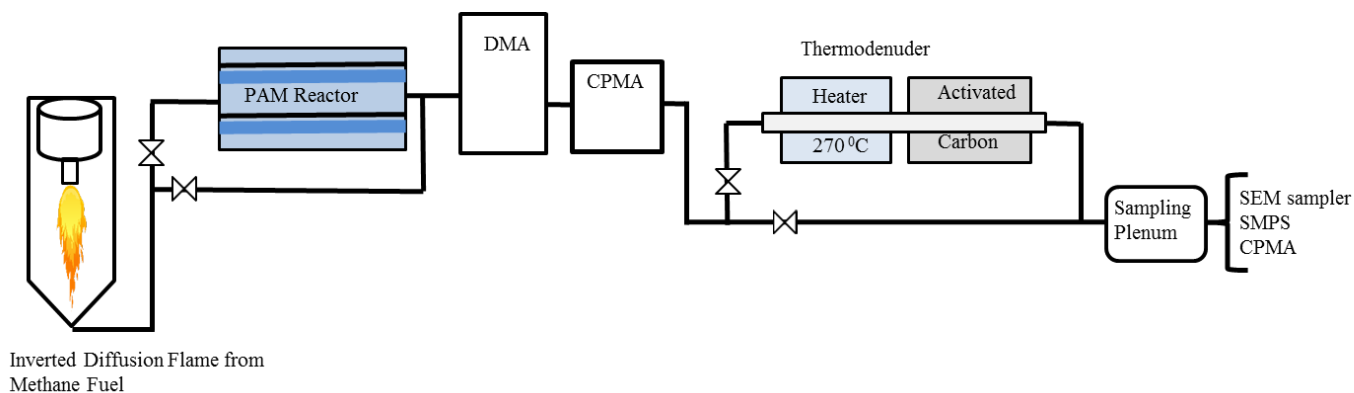 DMA
Thermodenuder
CPMA
PAM Reactor
Heater
Activated
270 ⁰C
Carbon
Sampling
Plenum
SEM sampler
SMPS
CPMA
Inverted Diffusion Flame from
Methane Fuel